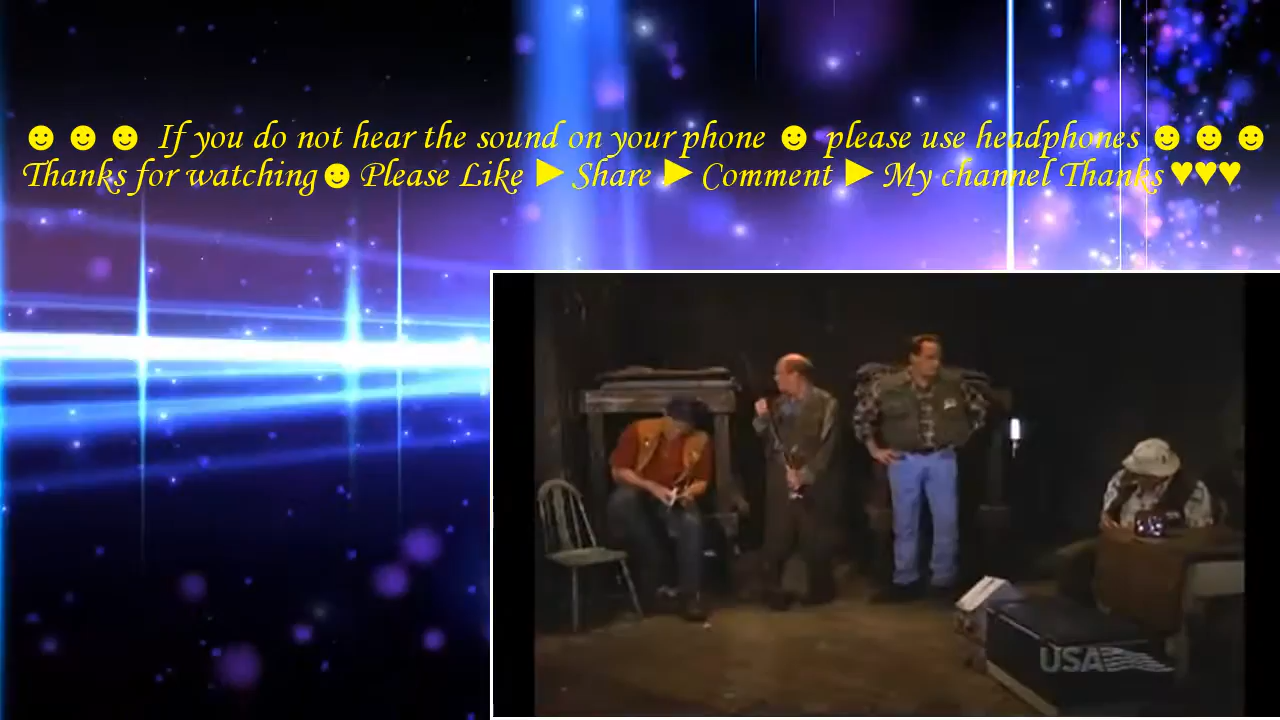 ☻☻☻ If you do not hear the sound on your phone ☻ please use headphones ☻☻☻
Thanks for watching☻Please Like ►Share ►Comment ►My channel Thanks♥♥♥
USA